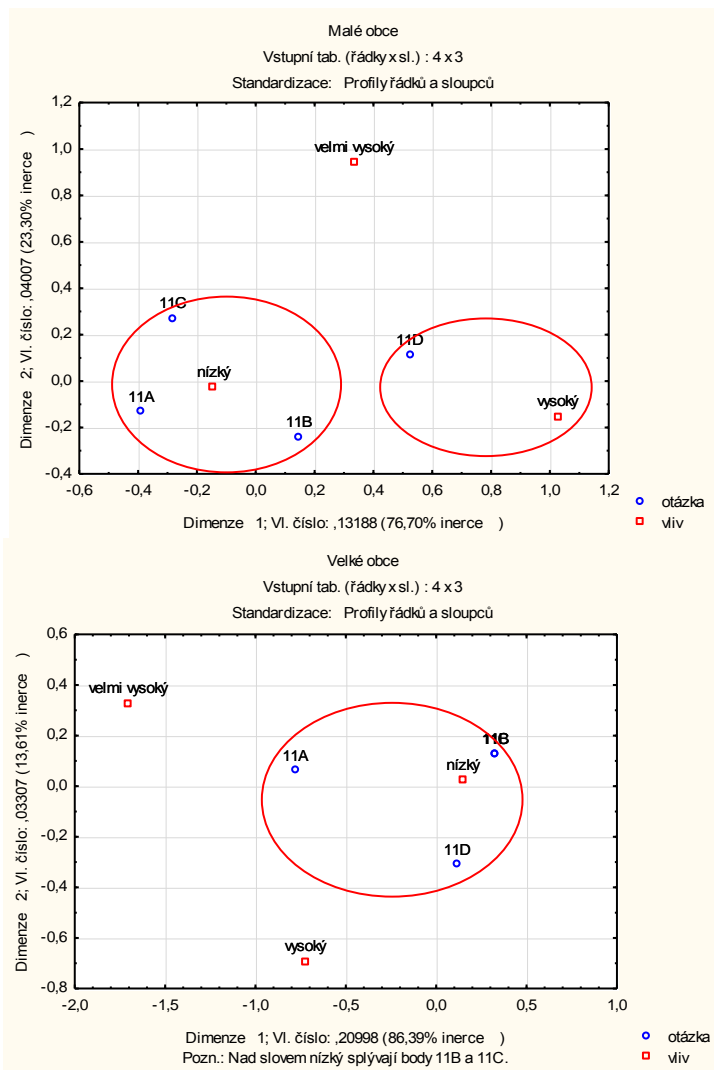 Malé obce
Vstupní tab. (řádky x sl.) : 4 x 3
Standardizace: Profily řádků a sloupců
1,2
velmi vysoký
1,0
0,8
0,6
0,4
11C
11D
0,2
nízký
0,0
11A
11B
vysoký
-0,2
-0,4
-0,6 -0,4 -0,2 0,0 0,2 0,4 0,6 0,8 1,0 1,2
Dimenze 2; Vl. číslo: ,04007 (23,30% inerce )
Dimenze 1; Vl. číslo: ,13188 (76,70% inerce )
otázka
vliv
Velké obce
Vstupní tab. (řádky x sl.) : 4 x 3
Standardizace: Profily řádků a sloupců
0,6
velmi vysoký
0,4
0,2
11A
11B
nízký
0,0
11D
-0,2
-0,4
-0,6
vysoký
-0,8
-2,0 -1,5 -1,0 -0,5 0,0 0,5 1,0
Dimenze 2; Vl. číslo: ,03307 (13,61% inerce )
Dimenze 1; Vl. číslo: ,20998 (86,39% inerce )
Pozn.: Nad slovem nízký splývají body 11B a 11C.
otázka
vliv